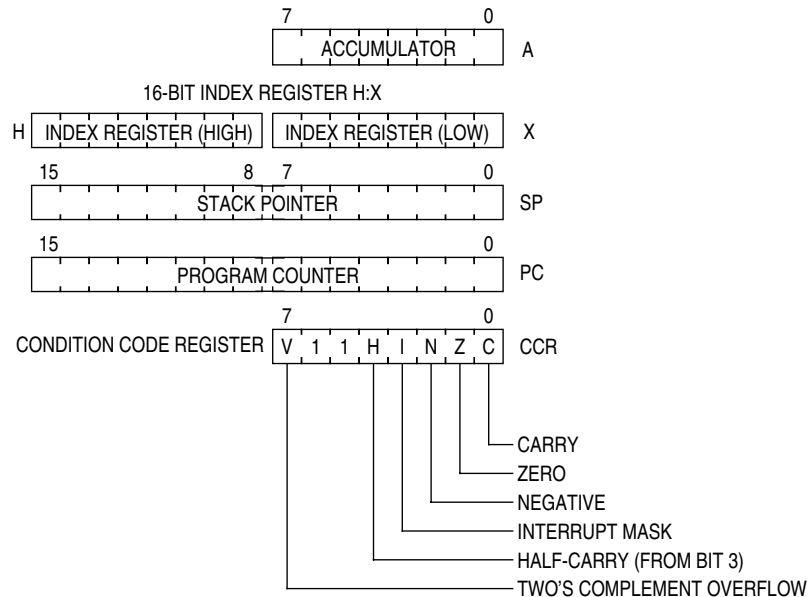 7 0
ACCUMULATOR A
16-BIT INDEX REGISTER H:X
H INDEX REGISTER (HIGH) INDEX REGISTER (LOW) X
15 8 7 0
STACK POINTER SP
15 0
PROGRAM COUNTER PC
7 0
CONDITION CODE REGISTER V 1 1 H I N Z C CCR
CARRY
ZERO
NEGATIVE
INTERRUPT MASK
HALF-CARRY (FROM BIT 3)
TWO'S COMPLEMENT OVERFLOW